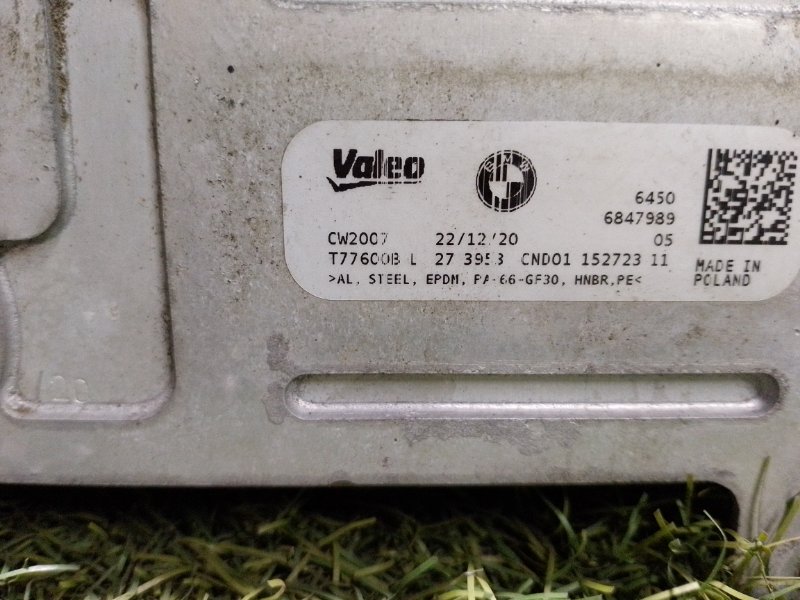 Valeo
BMW
6450
6847989
CW2007 22/12/20 05
T77600B L 27 3953 CND01 152723 11
>AL, STEEL, EPDM, PA-66-GF30, HNBR,PE<
MADE IN
POLAND